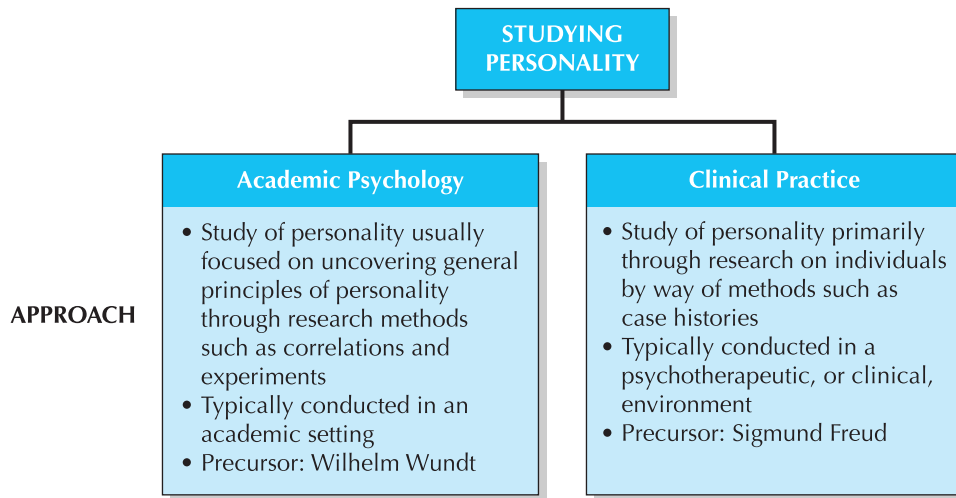 STUDYING
PERSONALITY
Academic Psychology
• Study of personality usually
focused on uncovering general
principles of personality
through research methods
such as correlations and
experiments
• Typically conducted in an
academic setting
• Precursor: Wilhelm Wundt
Clinical Practice
• Study of personality primarily
through research on individuals
by way of methods such as
case histories
• Typically conducted in a
psychotherapeutic, or clinical,
environment
• Precursor: Sigmund Freud
APPROACH